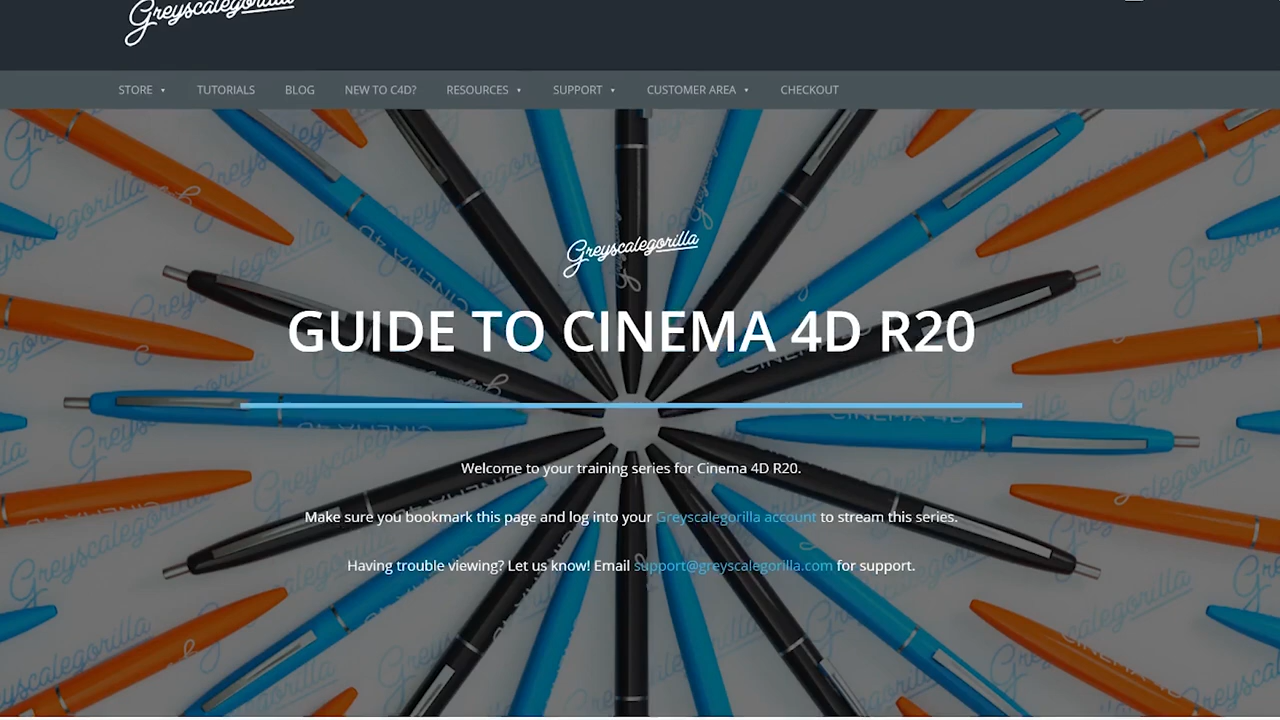 Greyscalegorilla
STORE ▾ TUTORIALS BLOG NEW TO C4D? RESOURCES ▾ SUPPORT ▾ CUSTOMER AREA ▾ CHECKOUT
Greyscalegorilla
GUIDE TO CINEMA 4D R20
Welcome to your training series for Cinema 4D R20.
Make sure you bookmark this page and log into your Greyscalegorilla account to stream this series.
Having trouble viewing? Let us know! Email support@greyscalegorilla.com for support.